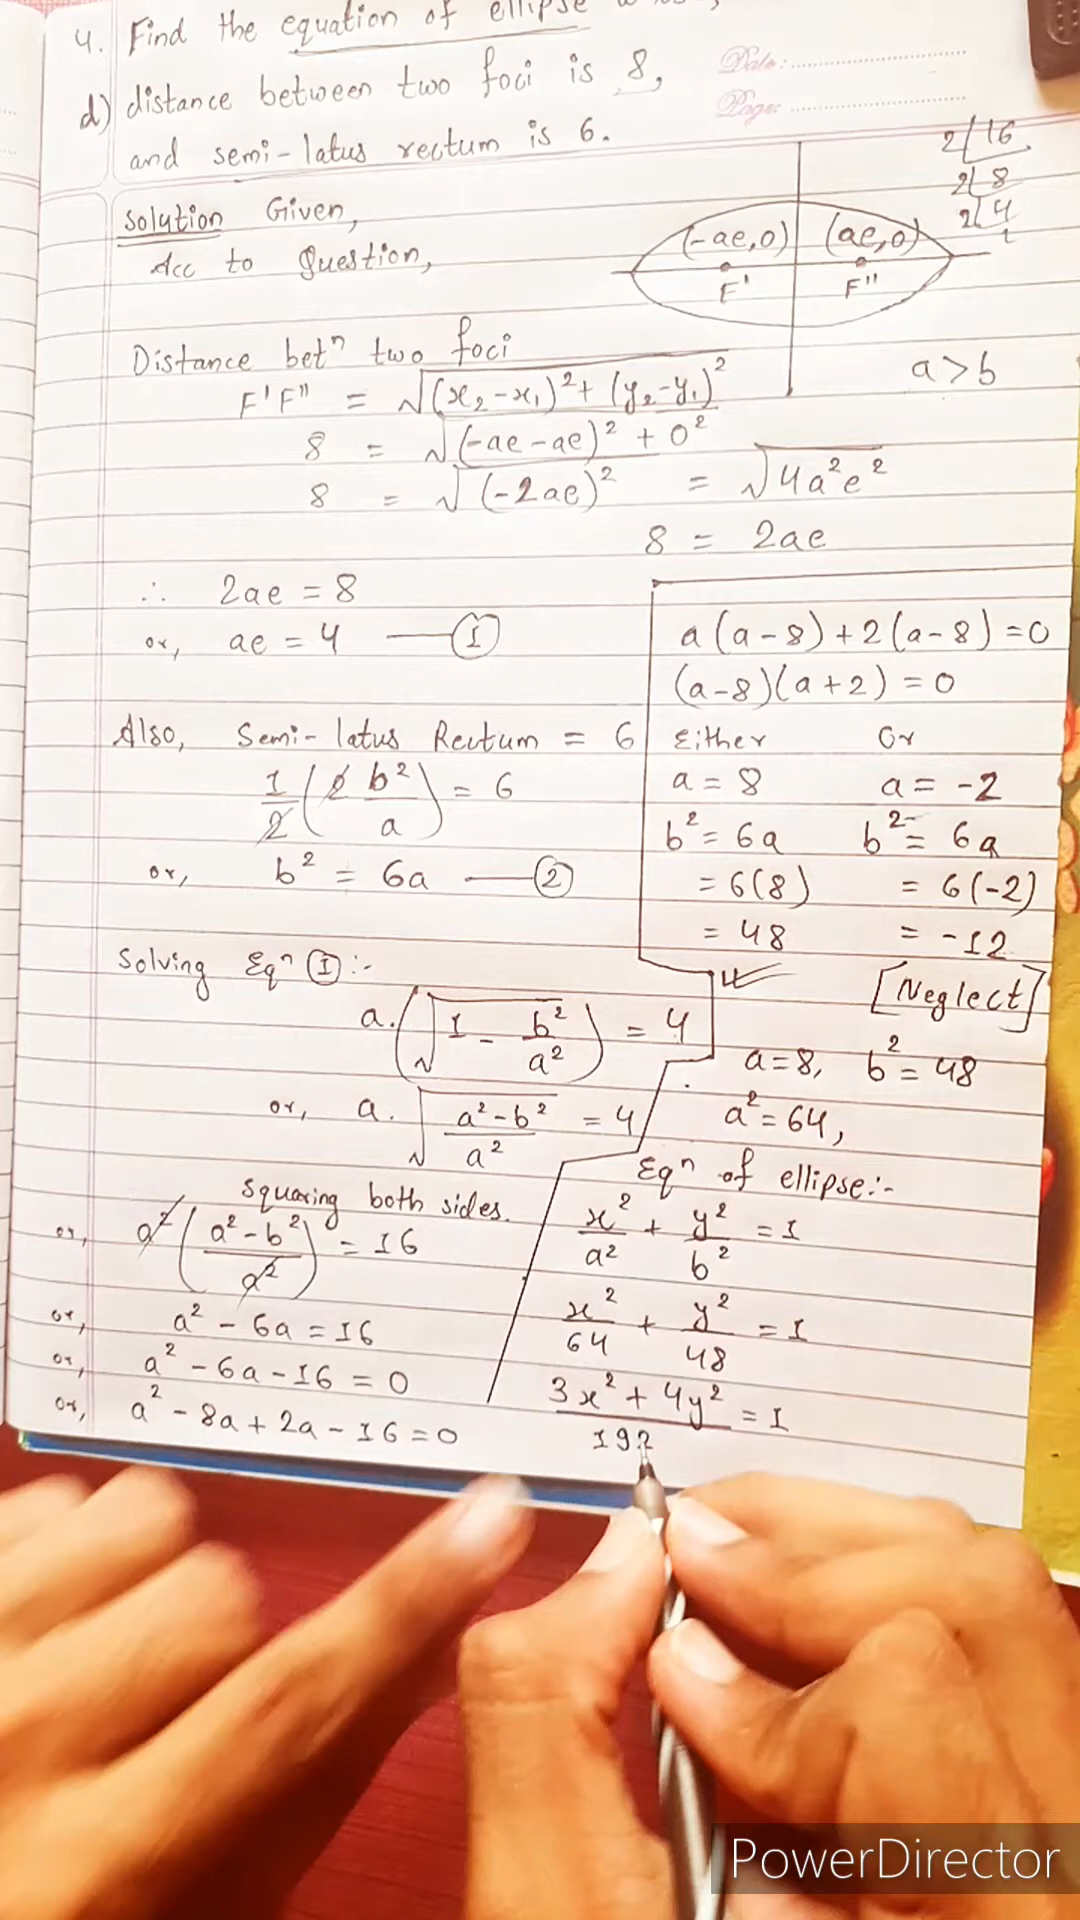 4. Find the equation of ellipse
Date:
d) distance between two foci is 8,
Page:
and semi-latus rectum is 6.
2 | 16
2 | 8
2 | 4
Solution Given,
Acc to Question,
(-ae,0) (ae,0)
F' F"
Distance betⁿ two foci
a > b
F'F" = √(x₂-x₁)²+ (y₂-y₁)²
8 = √(-ae-ae)² + 0²
8 = √(-2ae)² = √4a²e²
8 = 2ae
∴ 2ae = 8
or, ae = 4 —— ①
Also, Semi-latus Rectum = 6
1/2 (2 b²/a) = 6
or, b² = 6a —— ②
Solving Eqⁿ ①:-
a.(√1 - b²/a²) = 4
or, a. √a²-b²/a² = 4
Squaring both sides.
or, a² (a²-b²/a²) = 16
or, a² - 6a = 16
or, a² - 6a - 16 = 0
or, a² - 8a + 2a - 16 = 0
a(a-8)+2(a-8) = 0
(a-8)(a+2) = 0
Either Or
a = 8 a = -2
b² = 6a b² = 6a
= 6(8) = 6(-2)
= 48 = -12
[Neglect]
a=8, b² = 48
a² = 64,
Eqⁿ of ellipse:-
x²/a² + y²/b² = 1
x²/64 + y²/48 = 1
3x² + 4y²/192 = 1
PowerDirector